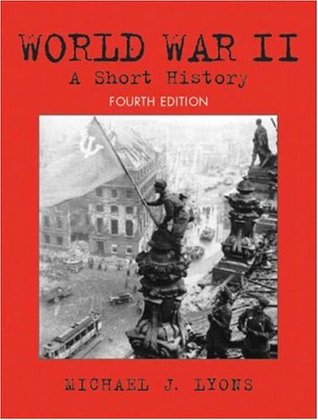 WORLD WAR II
A Short History
FOURTH EDITION
MICHAEL J. LYONS